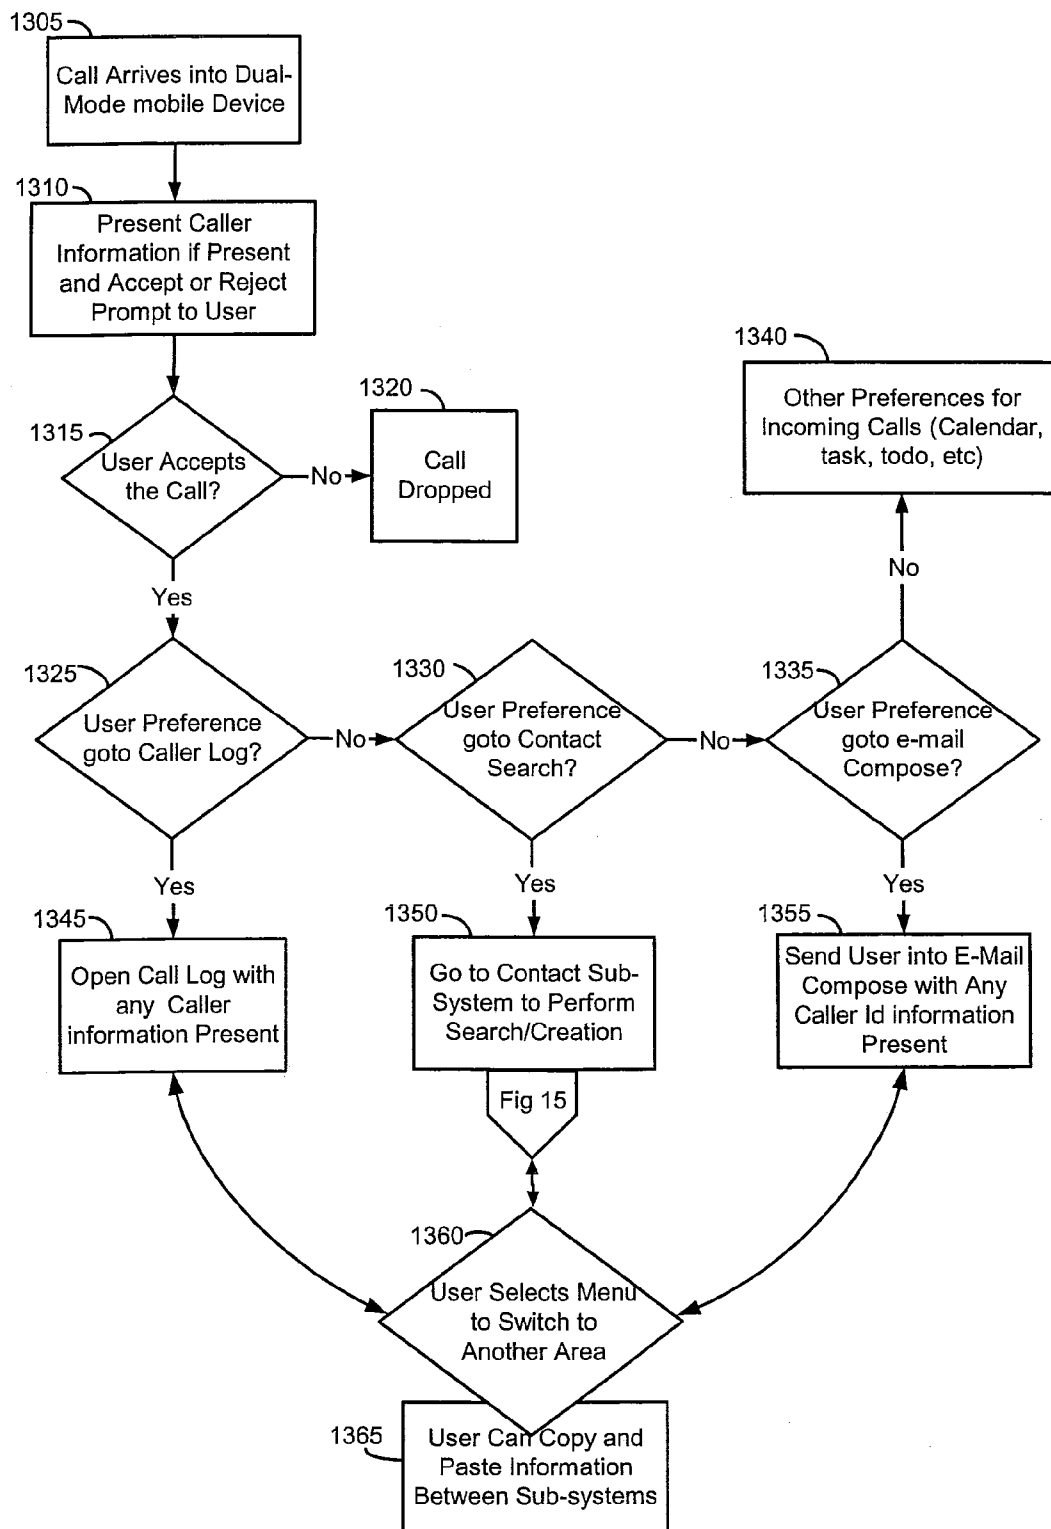 1305
Call Arrives into Dual-
Mode mobile Device
1310
Present Caller
Information if Present
and Accept or Reject
Prompt to User
1315
User Accepts
the Call?
No
1320
Call
Dropped
Yes
1325
User Preference
goto Caller Log?
No
1330
User Preference
goto Contact
Search?
No
1335
User Preference
goto e-mail
Compose?
No
1340
Other Preferences for
Incoming Calls (Calendar,
task, todo, etc)
Yes
1345
Open Call Log with
any Caller
information Present
Yes
1350
Go to Contact Sub-
System to Perform
Search/Creation
Fig 15
Yes
1355
Send User into E-Mail
Compose with Any
Caller Id information
Present
1360
User Selects Menu
to Switch to
Another Area
1365
User Can Copy and
Paste Information
Between Sub-systems